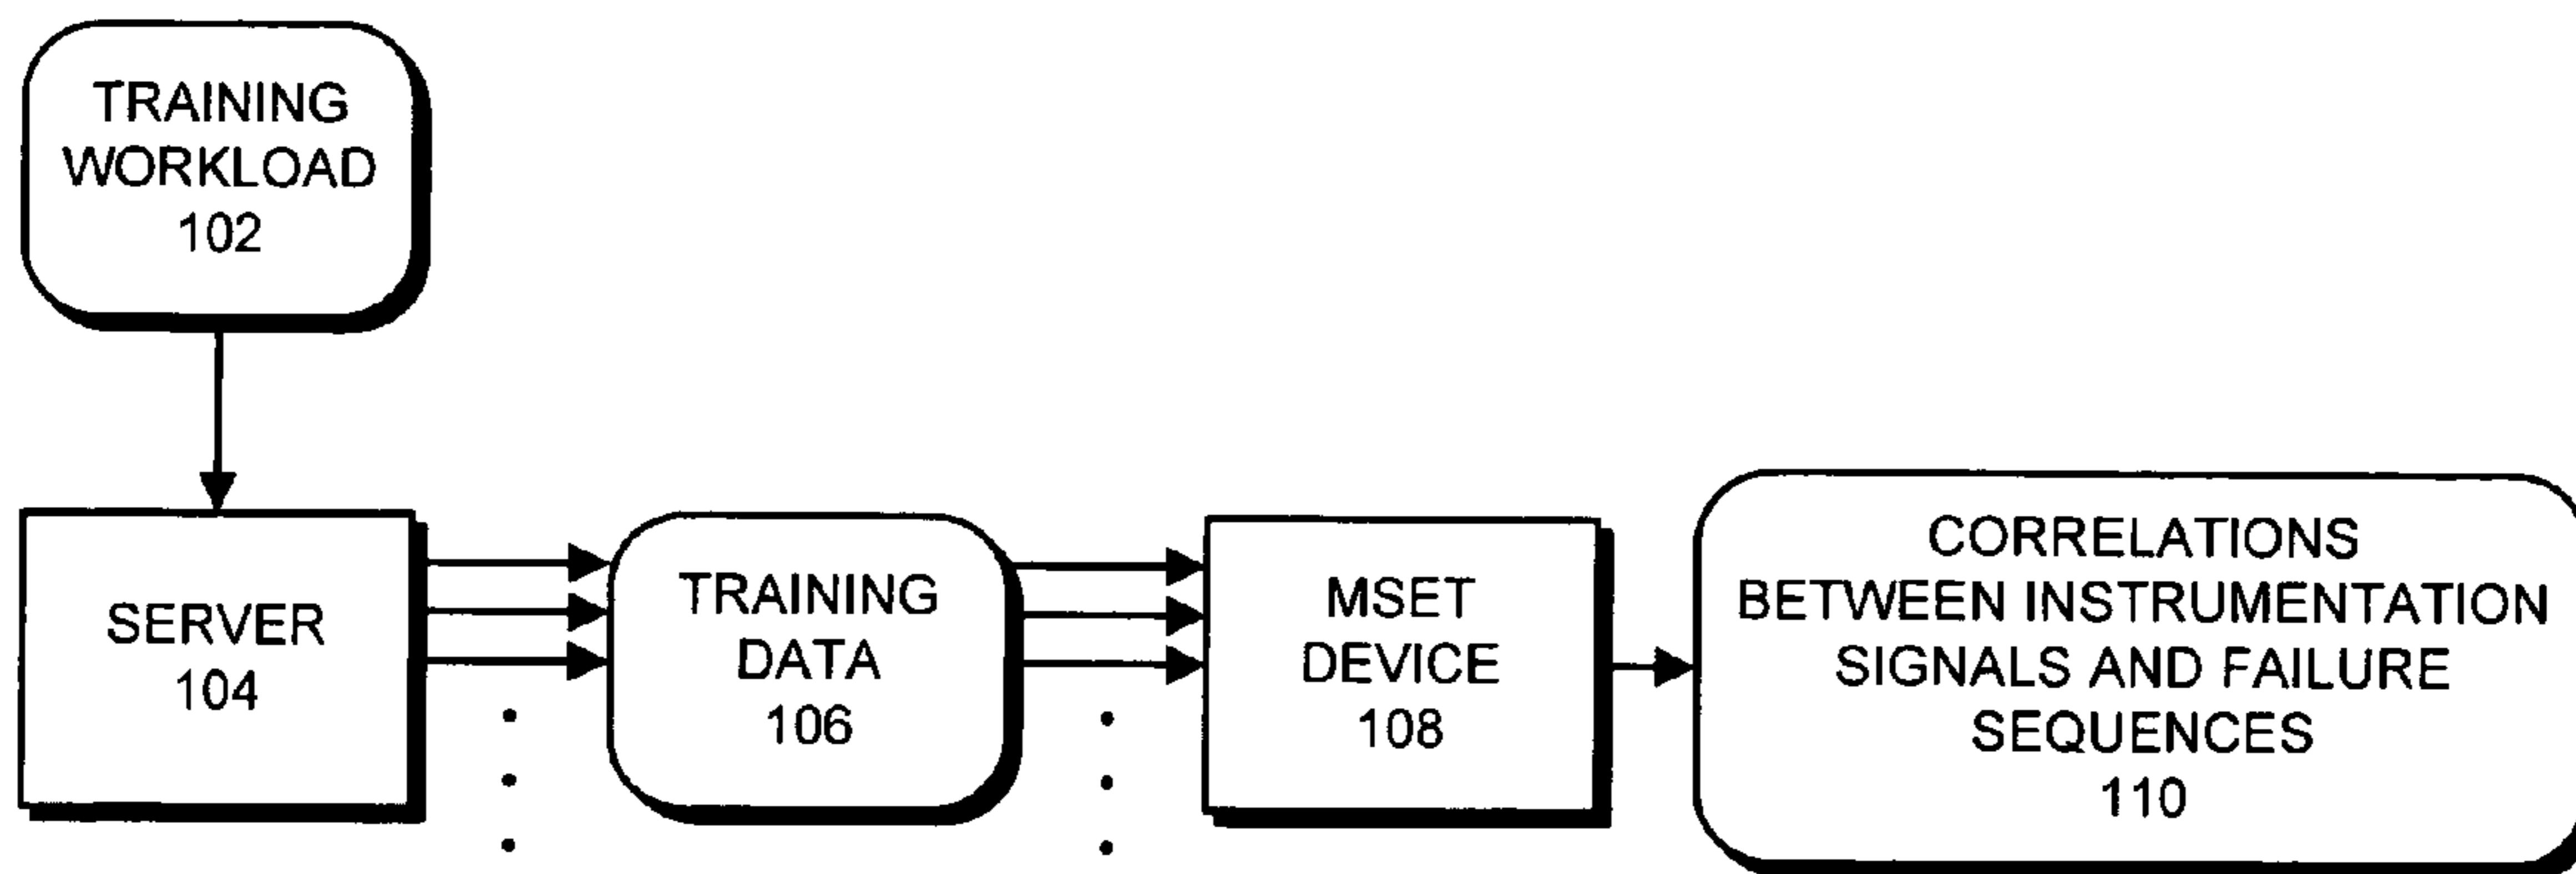 TRAINING
WORKLOAD
102
SERVER
104
TRAINING
DATA
106
MSET
DEVICE
108
CORRELATIONS
BETWEEN INSTRUMENTATION
SIGNALS AND FAILURE
SEQUENCES
110